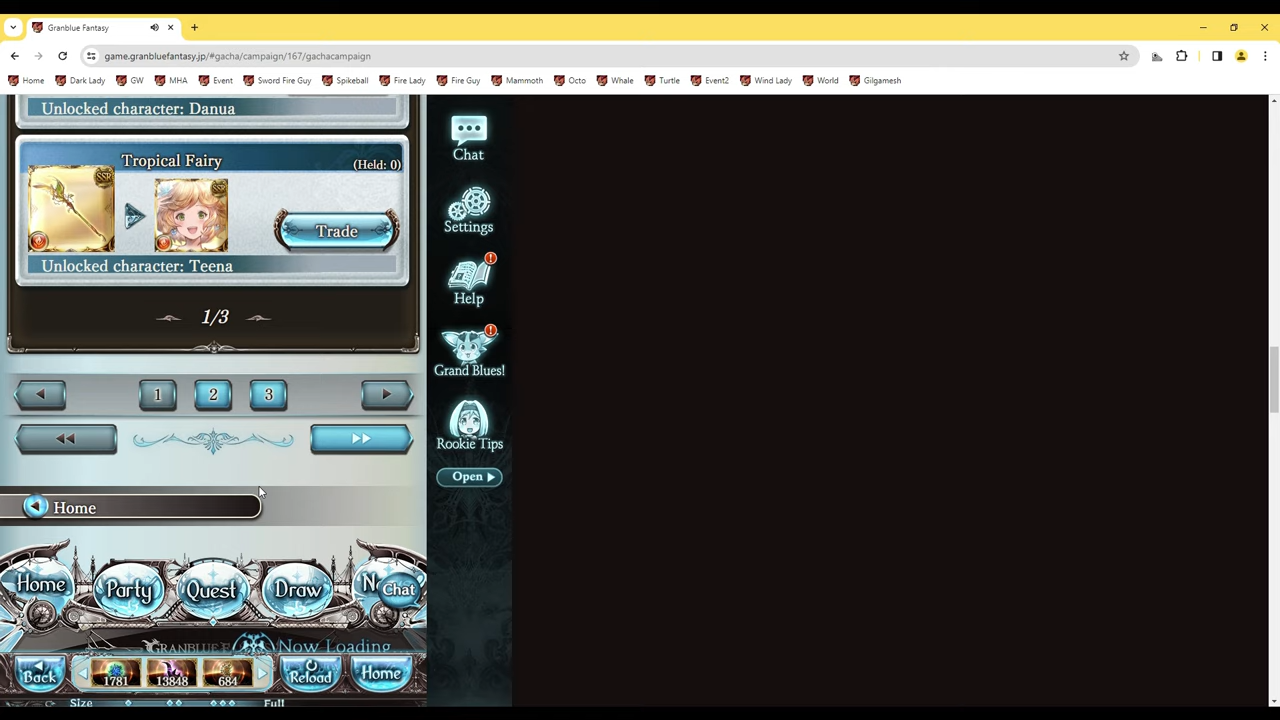 Granblue Fantasy
game.granbluefantasy.jp/#gacha/campaign/167/gachacampaign
Home Dark Lady GW MHA Event Sword Fire Guy Spikeball Fire Lady Fire Guy Mammoth Octo Whale Turtle Event2 Wind Lady World Gilgamesh
Unlocked character: Danua
Tropical Fairy
(Held: 0)
SSR
SSR
Trade
Unlocked character: Teena
1/3
1 2 3
Home
Home Party Quest Draw Chat
Now Loading...
Back 1781 13848 684 Reload Home
Size Full
Chat
Settings
Help
Grand Blues!
Rookie Tips
Open